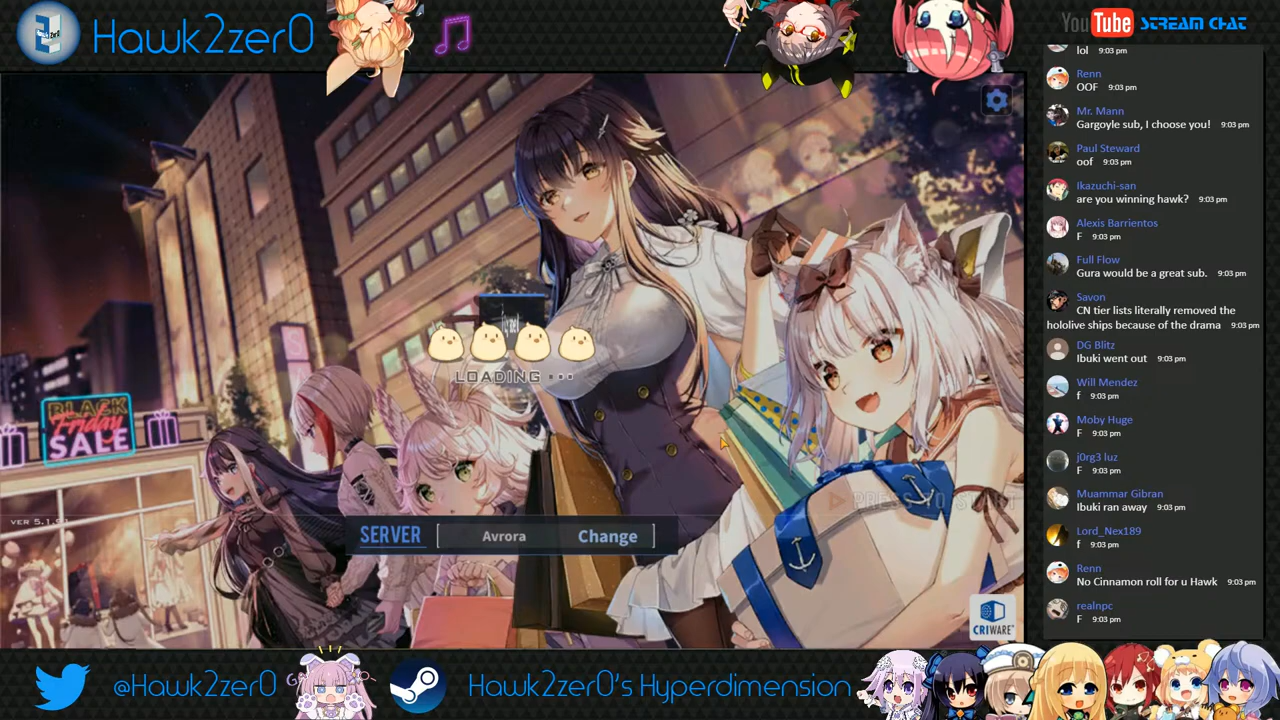 Hawk2zer0
You Tube STREAM CHAT
lol 9:03 pm
Renn
OOF 9:03 pm
Mr. Mann
Gargoyle sub, I choose you! 9:03 pm
Paul Steward
oof 9:03 pm
Ikazuchi-san
are you winning hawk? 9:03 pm
Alexis Barrientos
F 9:03 pm
Full Flow
Gura would be a great sub. 9:03 pm
Savon
CN tier lists literally removed the
hololive ships because of the drama 9:03 pm
DG Blitz
Ibuki went out 9:03 pm
Will Mendez
f 9:03 pm
Moby Huge
F 9:03 pm
j0rg3 luz
F 9:03 pm
Muammar Gibran
Ibuki ran away 9:03 pm
Lord_Nex189
f 9:03 pm
Renn
No Cinnamon roll for u Hawk 9:03 pm
realnpc
F 9:03 pm
LOADING ...
BLACK
Friday
SALE
PRESS TO START
SERVER [ Avrora Change ]
CRIWARE
@Hawk2zer0
Hawk2zer0's Hyperdimension